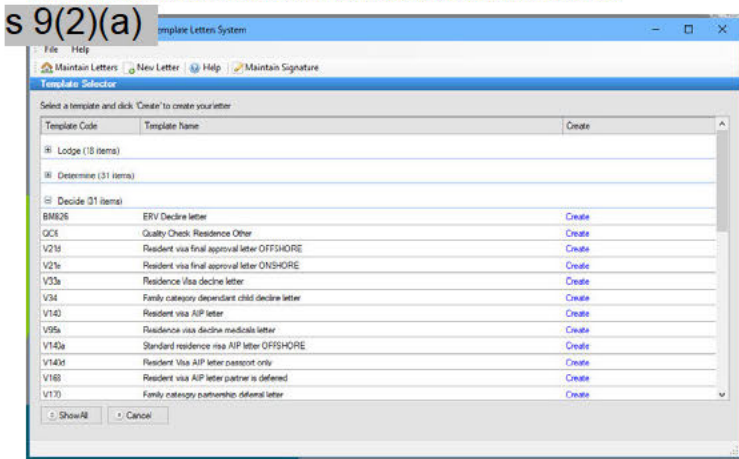 s 9(2)(a)
emplate Letters System
File Help
Maintain Letters New Letter Help Maintain Signature
Template Selector
Select a template and click 'Create' to create your letter
Template Code Template Name Create
Lodge (18 items)
Determine (31 items)
Decide (31 items)
BM826 ERV Decline letter Create
QC6 Quality Check Residence Other Create
V21d Resident visa final approval letter OFFSHORE Create
V21e Resident visa final approval letter ONSHORE Create
V33a Residence Visa decline letter Create
V34 Family category dependant child decline letter Create
V140 Resident visa AIP letter Create
V95a Residence visa decline medicals letter Create
V140a Standard residence visa AIP letter OFFSHORE Create
V140d Resident Visa AIP letter passport only Create
V168 Resident visa AIP letter partner is deferred Create
V170 Family category partnership deferral letter Create
Show All Cancel